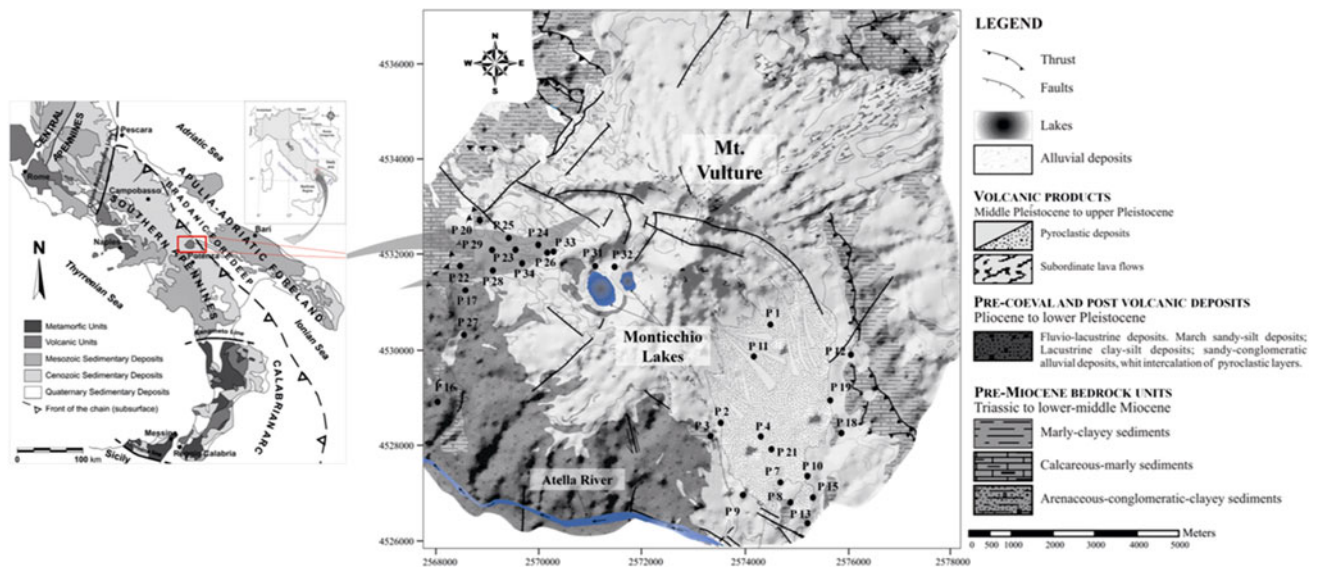 CENTRAL
APENNINES
Pescara
Adriatic Sea
Rome
Campobasso
APULIA-ADRIATIC FORELAND
BRADANIC FOREDEEP
SOUTHERN APENNINES
Bari
Naples
Potenza
N
Thyrrenian Sea
Ionian Sea
CALABRIAN ARC
Messina
Reggio Calabria
Sicily
Metamorfic Units
Volcanic Units
Mesozoic Sedimentary Deposits
Cenozoic Sedimentary Deposits
Quaternary Sedimentary Deposits
Front of the chain (subsurface)
0 100 km
N
W E
S
4536000
4534000
4532000
4530000
4528000
4526000
2568000 2570000 2572000 2574000 2576000 2578000
Mt.
Vulture
P 20
P 25
P 24
P 33
P 29
P 23
P 26
P 31
P 32
P 34
P 28
P 22
P 17
P 27
P 16
Monticchio
Lakes
P 1
P 11
P 12
P 19
P 18
P 2
P 3
P 4
P 21
P 7
P 10
P 8
P 15
P 9
P 13
Atella River
LEGEND
Thrust
Faults
Lakes
Alluvial deposits
VOLCANIC PRODUCTS
Middle Pleistocene to upper Pleistocene
Pyroclastic deposits
Subordinate lava flows
PRE-COEVAL AND POST VOLCANIC DEPOSITS
Pliocene to lower Pleistocene
Fluvio-lacustrine deposits. March sandy-silt deposits;
Lacustrine clay-silt deposits; sandy-conglomeratic
alluvial deposits, whit intercalation of pyroclastic layers.
PRE-MIOCENE BEDROCK UNITS
Triassic to lower-middle Miocene
Marly-clayey sediments
Calcareous-marly sediments
Arenaceous-conglomeratic-clayey sediments
Meters
0 500 1000 2000 3000 4000 5000